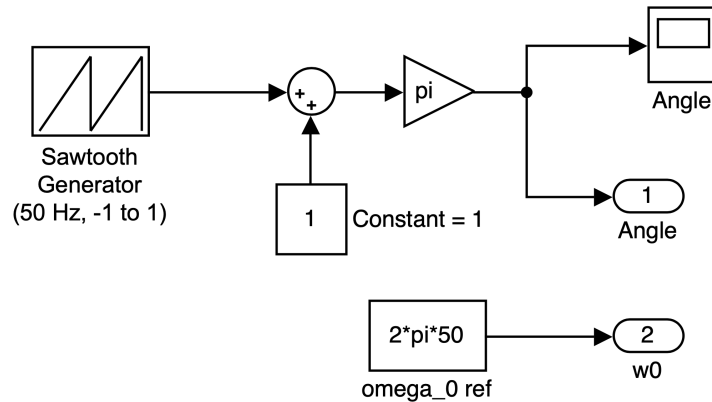 Sawtooth
Generator
(50 Hz, -1 to 1)
+
+
1
Constant = 1
pi
Angle
1
Angle
2*pi*50
omega_0 ref
2
w0